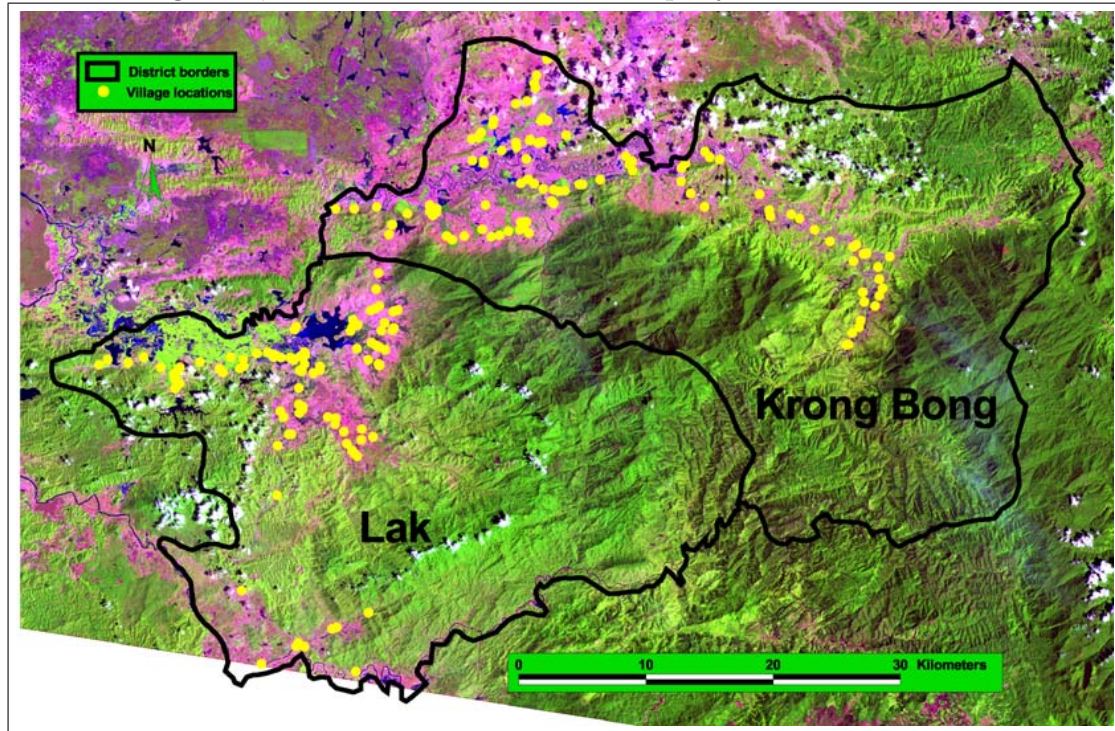 District borders
Village locations
N
Krong Bong
Lak
0 10 20 30 Kilometers